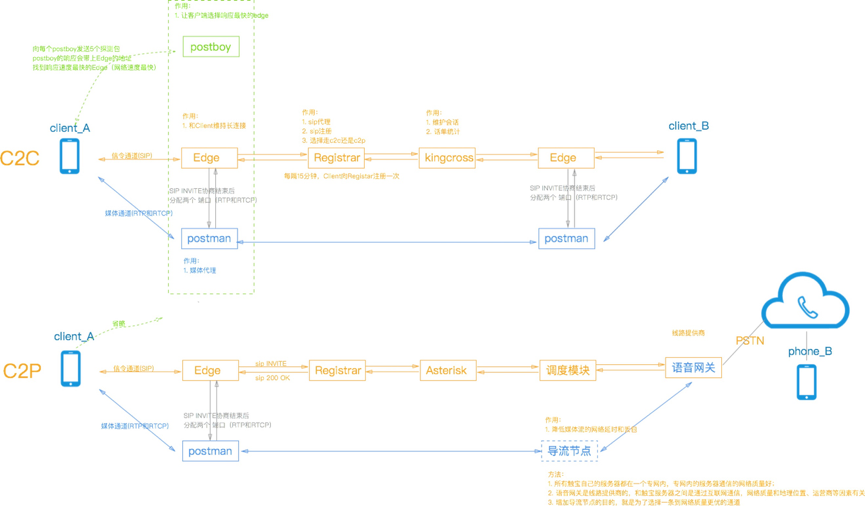 作用：
1. 让客户端选择响应最快的edge
postboy
向每个postboy发送5个保活包
postboy的响应会带上Edge的地址
找到响应速度最快的Edge（网络速度最快）
client_A
client_B
作用：
1. 和Client维持长连接
作用：
1. sip代理
2. sip注册
3. 选择走c2c还是c2p
作用：
1. 维护会话
2. 话单统计
C2C
信令通道(SIP)
Edge
Registrar
kingcross
Edge
每隔15分钟，Client向Registar注册一次
SIP INVITE协商结束后
分配两个 端口（RTP和RTCP）
SIP INVITE协商结束后
分配两个 端口（RTP和RTCP）
媒体通道(RTP和RTCP)
postman
postman
作用：
1. 媒体代理
client_A
线路提供商
PSTN
phone_B
C2P
信令通道(SIP)
Edge
sip INVITE
sip 200 OK
Registrar
Asterisk
调度模块
语音网关
SIP INVITE协商结束后
分配两个 端口（RTP和RTCP）
媒体通道(RTP和RTCP)
作用：
1. 降低媒体流的网络延时和丢包
postman
导流节点
方法：
1. 所有触宝自己的服务器都在一个专网内，专网内的服务器通信的网络质量好。
2. 语音网关是线路提供商的，和触宝服务器之间是通过互联网通信，网络质量和地理位置，运营商等因素有关
3. 增加导流节点的目的，就是为了选择一条到网络质量更优的通道